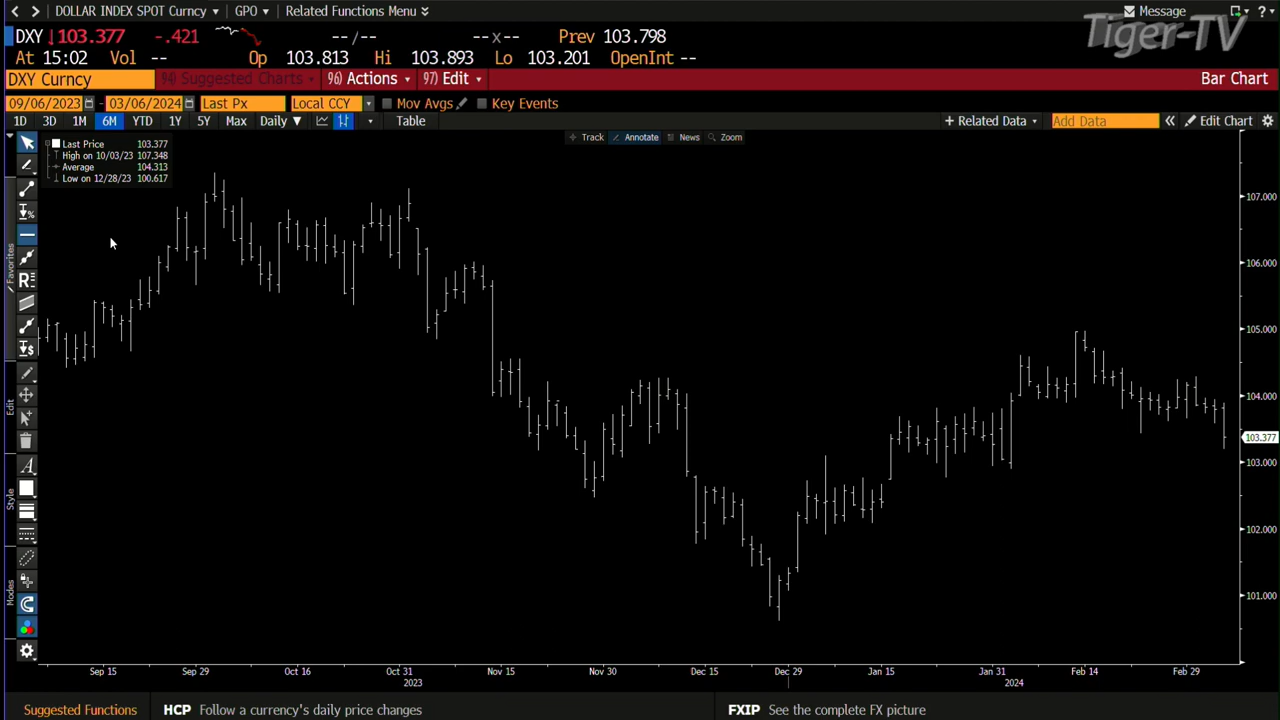 DOLLAR INDEX SPOT Curncy GPO Related Functions Menu Message ?
Tiger-TV
DXY 103.377 -.421 --/-- --x-- Prev 103.798
At 15:02 Vol -- Op 103.813 Hi 103.893 Lo 103.201 OpenInt --
DXY Curncy 94) Suggested Charts 96) Actions 97) Edit Bar Chart
09/06/2023 - 03/06/2024 Last Px Local CCY Mov Avgs Key Events
1D 3D 1M 6M YTD 1Y 5Y Max Daily Table + Related Data Add Data Edit Chart
Track Annotate News Zoom
Last Price 103.377
High on 10/03/23 107.348
Average 104.313
Low on 12/28/23 100.617
Favorites
Edit
Style
Modes
107.000
106.000
105.000
104.000
103.377
103.000
102.000
101.000
Sep 15 Sep 29 Oct 16 Oct 31 Nov 15 Nov 30 Dec 15 Dec 29 Jan 15 Jan 31 Feb 14 Feb 29
2023 2024
Suggested Functions HCP Follow a currency's daily price changes FXIP See the complete FX picture